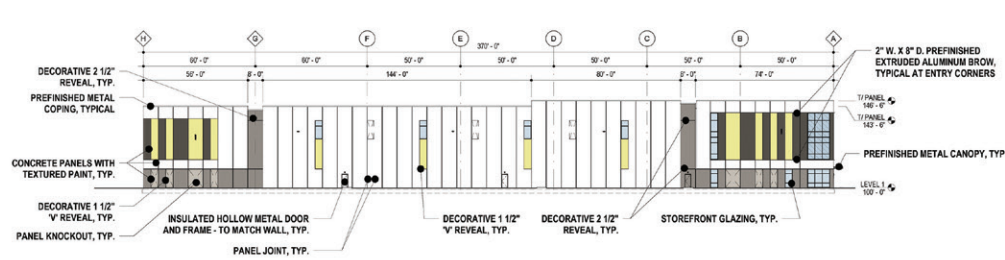 H G F E D C B A
370' - 0"
60' - 0" 60' - 0" 50' - 0" 50' - 0" 50' - 0" 50' - 0" 50' - 0"
56' - 0" 8' - 0" 144' - 0" 80' - 0" 8' - 0" 74' - 0"
DECORATIVE 2 1/2"
REVEAL, TYP.
PREFINISHED METAL
COPING, TYPICAL
CONCRETE PANELS WITH
TEXTURED PAINT, TYP.
DECORATIVE 1 1/2"
'V' REVEAL, TYP.
PANEL KNOCKOUT, TYP.
INSULATED HOLLOW METAL DOOR
AND FRAME - TO MATCH WALL, TYP.
PANEL JOINT, TYP.
DECORATIVE 1 1/2"
'V' REVEAL, TYP.
DECORATIVE 2 1/2"
REVEAL, TYP.
STOREFRONT GLAZING, TYP.
2" W. X 8" D. PREFINISHED
EXTRUDED ALUMINUM BROW,
TYPICAL AT ENTRY CORNERS
T/ PANEL
146' - 6"
T/ PANEL
143' - 6"
PREFINISHED METAL CANOPY, TYP
LEVEL 1
100' - 0"